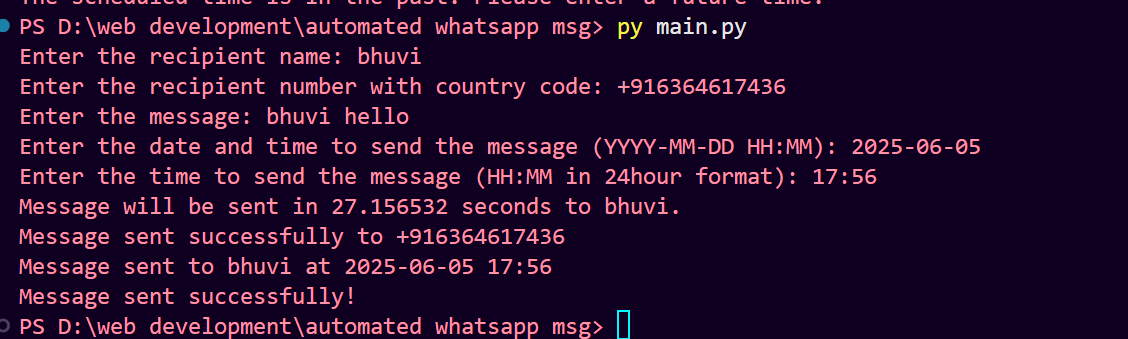 The scheduled time is in the past. Please enter a future time.
PS D:\web development\automated whatsapp msg> py main.py
Enter the recipient name: bhuvi
Enter the recipient number with country code: +916364617436
Enter the message: bhuvi hello
Enter the date and time to send the message (YYYY-MM-DD HH:MM): 2025-06-05
Enter the time to send the message (HH:MM in 24hour format): 17:56
Message will be sent in 27.156532 seconds to bhuvi.
Message sent successfully to +916364617436
Message sent to bhuvi at 2025-06-05 17:56
Message sent successfully!
PS D:\web development\automated whatsapp msg>